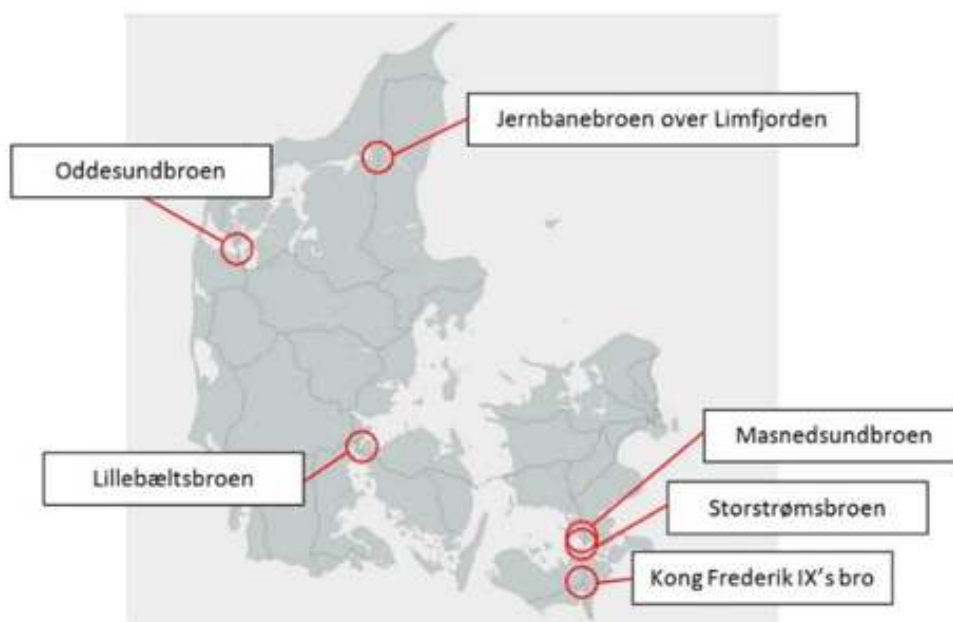 Jernbanebroen over Limfjorden
Oddesundbroen
Masnedsundbroen
Lillebæltsbroen
Storstrømsbroen
Kong Frederik IX's bro